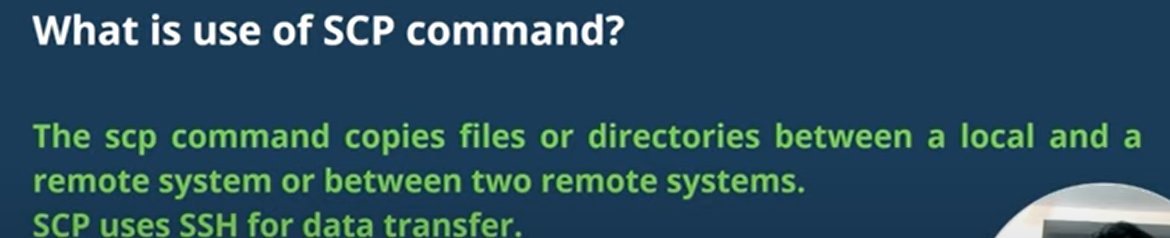 What is use of SCP command?
The scp command copies files or directories between a local and a
remote system or between two remote systems.
SCP uses SSH for data transfer.